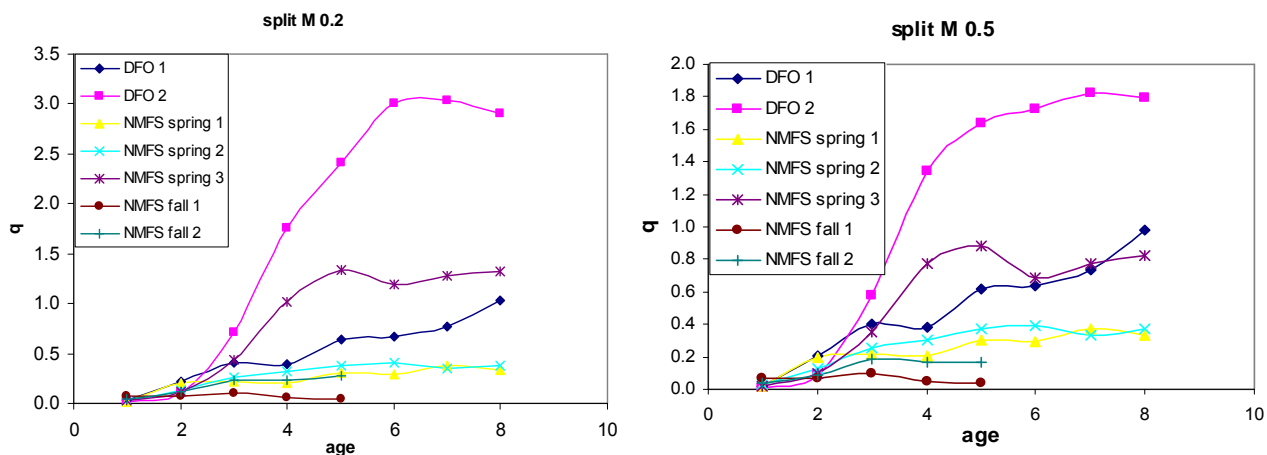 split M 0.2
3.5
3.0
2.5
2.0
1.5
1.0
0.5
0.0
q
DFO 1
DFO 2
NMFS spring 1
NMFS spring 2
NMFS spring 3
NMFS fall 1
NMFS fall 2
0 2 4 6 8 10
age
split M 0.5
2.0
1.8
1.6
1.4
1.2
1.0
0.8
0.6
0.4
0.2
0.0
q
DFO 1
DFO 2
NMFS spring 1
NMFS spring 2
NMFS spring 3
NMFS fall 1
NMFS fall 2
0 2 4 6 8 10
age